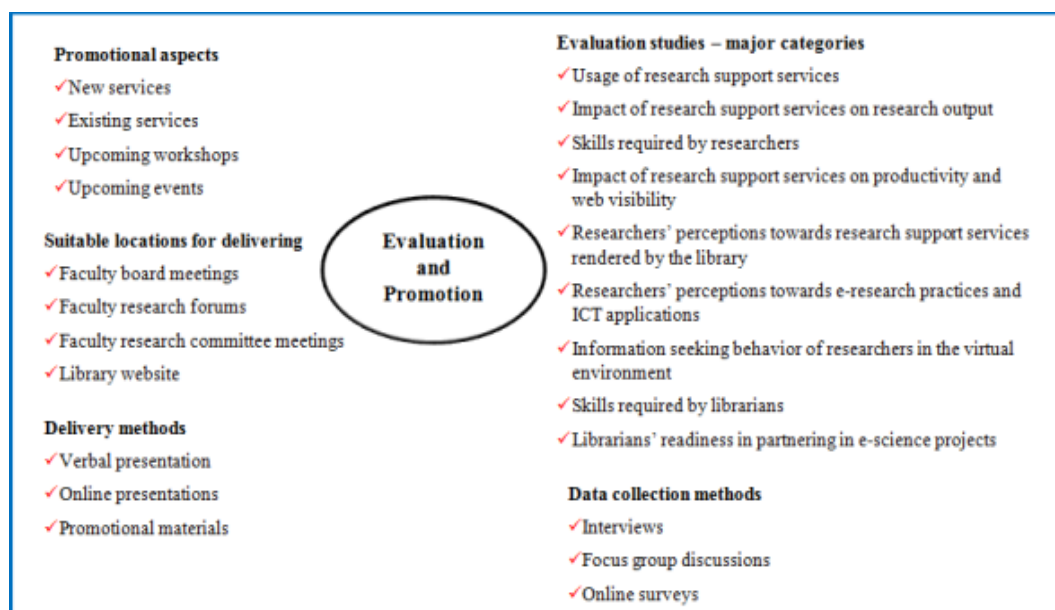 Promotional aspects
✓New services
✓Existing services
✓Upcoming workshops
✓Upcoming events
Suitable locations for delivering
✓Faculty board meetings
✓Faculty research forums
✓Faculty research committee meetings
✓Library website
Delivery methods
✓Verbal presentation
✓Online presentations
✓Promotional materials
Evaluation
and
Promotion
Evaluation studies – major categories
✓Usage of research support services
✓Impact of research support services on research output
✓Skills required by researchers
✓Impact of research support services on productivity and
web visibility
✓Researchers’ perceptions towards research support services
rendered by the library
✓Researchers’ perceptions towards e-research practices and
ICT applications
✓Information seeking behavior of researchers in the virtual
environment
✓Skills required by librarians
✓Librarians’ readiness in partnering in e-science projects
Data collection methods
✓Interviews
✓Focus group discussions
✓Online surveys